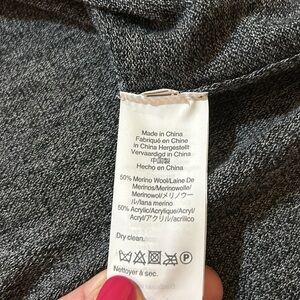 Made in China
Fabriqué en Chine
in China Hergestellt
Vervaardigd in China
中国製
Hecho en China
50% Merino Wool/Laine De
Merinos/Merinowolle/
Merinowol/メリノウー
ル/lana merino
50% Acrylic/Acrylique/Acryl/
Acryl/アクリル/acrílico
Dry clean
Nettoyer à sec.